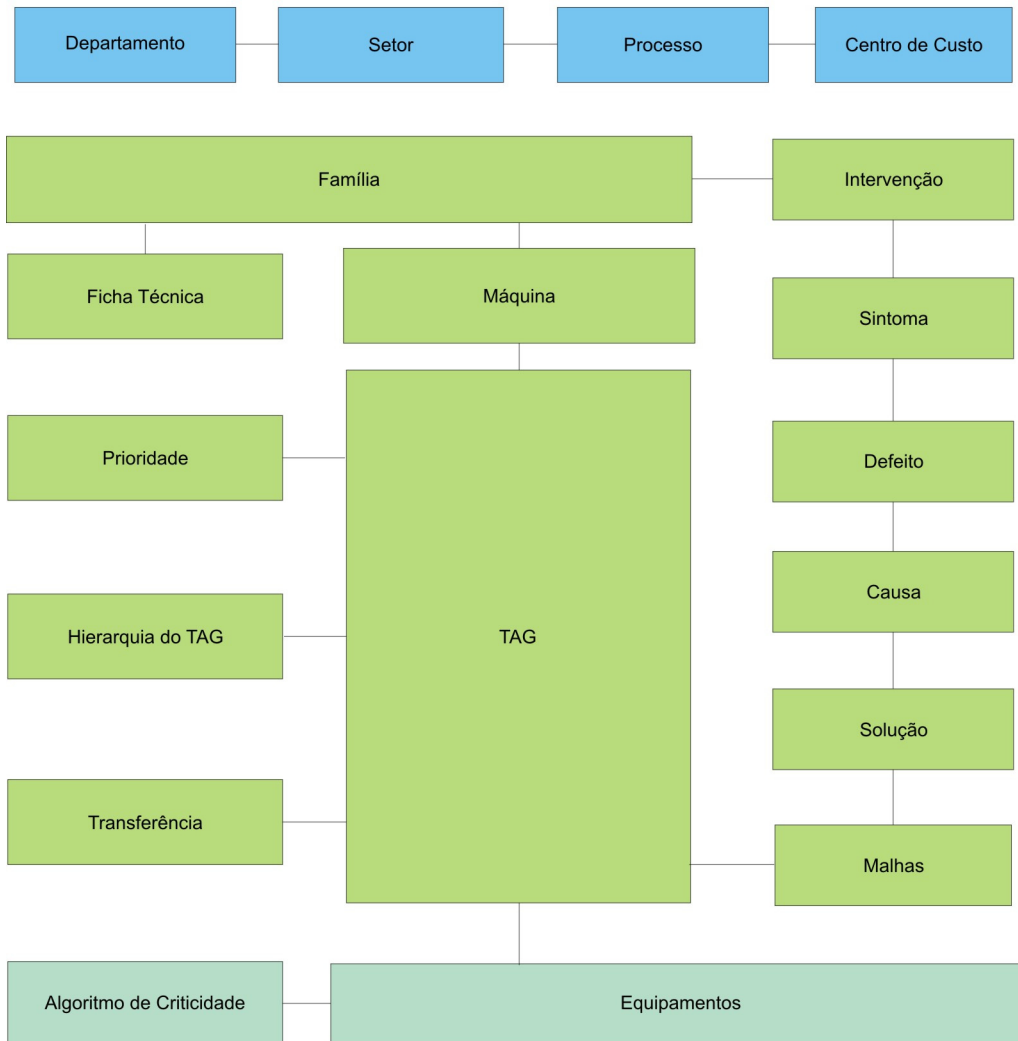 Departamento
Setor
Processo
Centro de Custo
Família
Intervenção
Ficha Técnica
Máquina
Sintoma
Prioridade
Defeito
Causa
Hierarquia do TAG
TAG
Solução
Transferência
Malhas
Algoritmo de Criticidade
Equipamentos